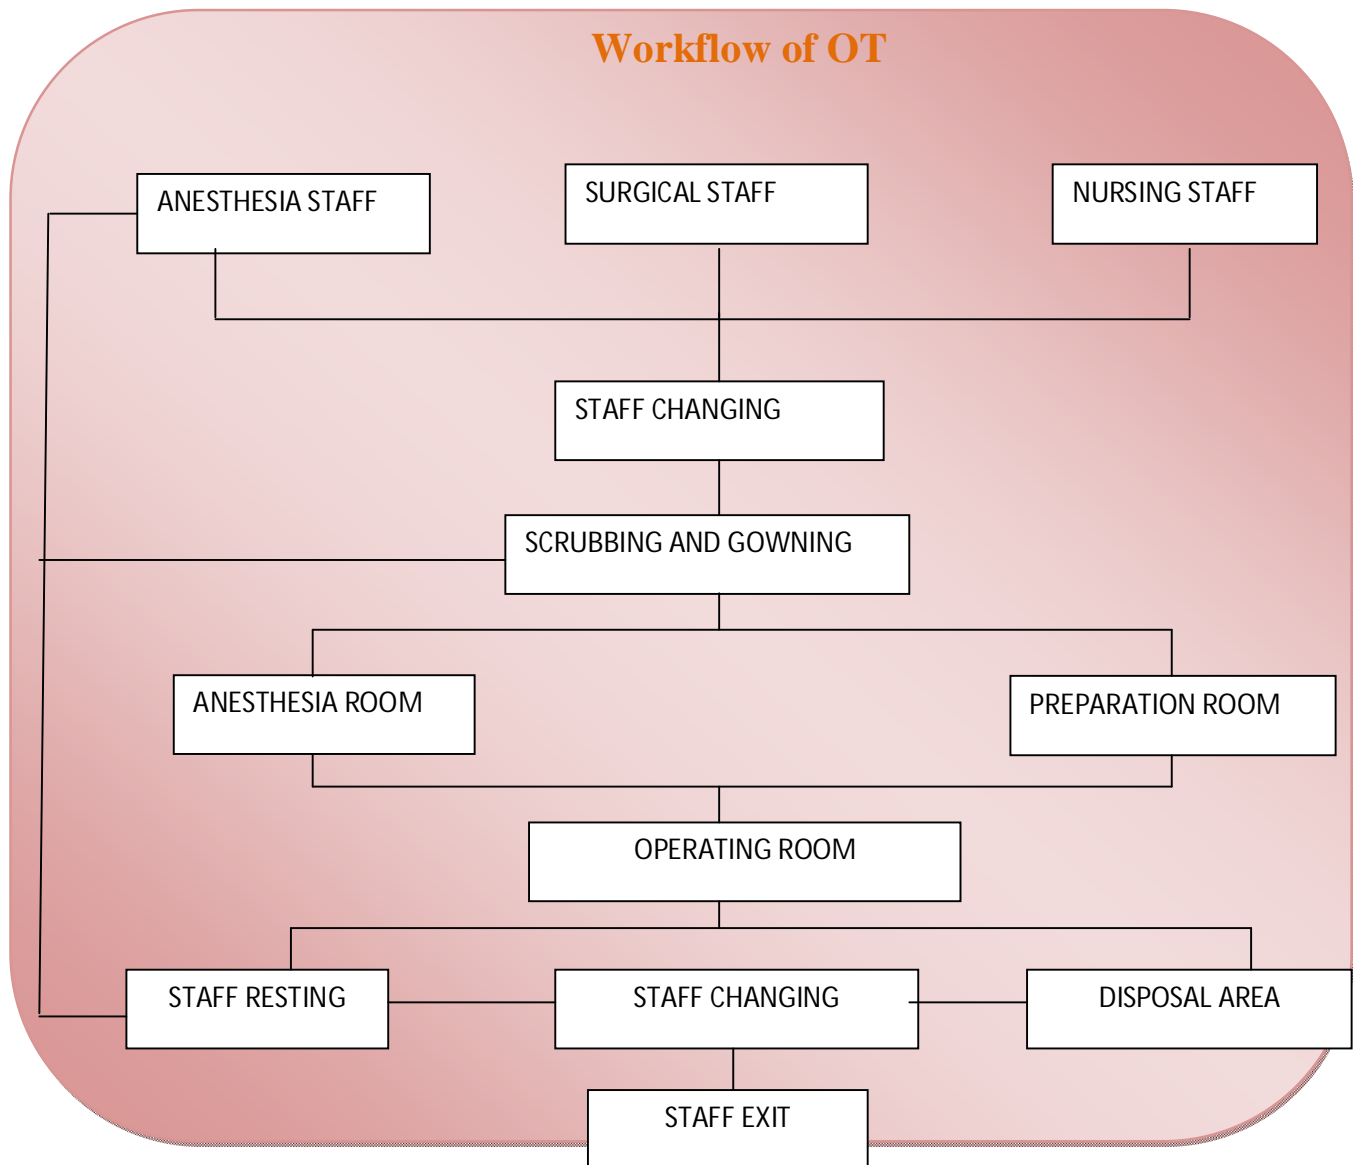 Workflow of OT
ANESTHESIA STAFF
SURGICAL STAFF
NURSING STAFF
STAFF CHANGING
SCRUBBING AND GOWNING
ANESTHESIA ROOM
PREPARATION ROOM
OPERATING ROOM
STAFF RESTING
STAFF CHANGING
DISPOSAL AREA
STAFF EXIT